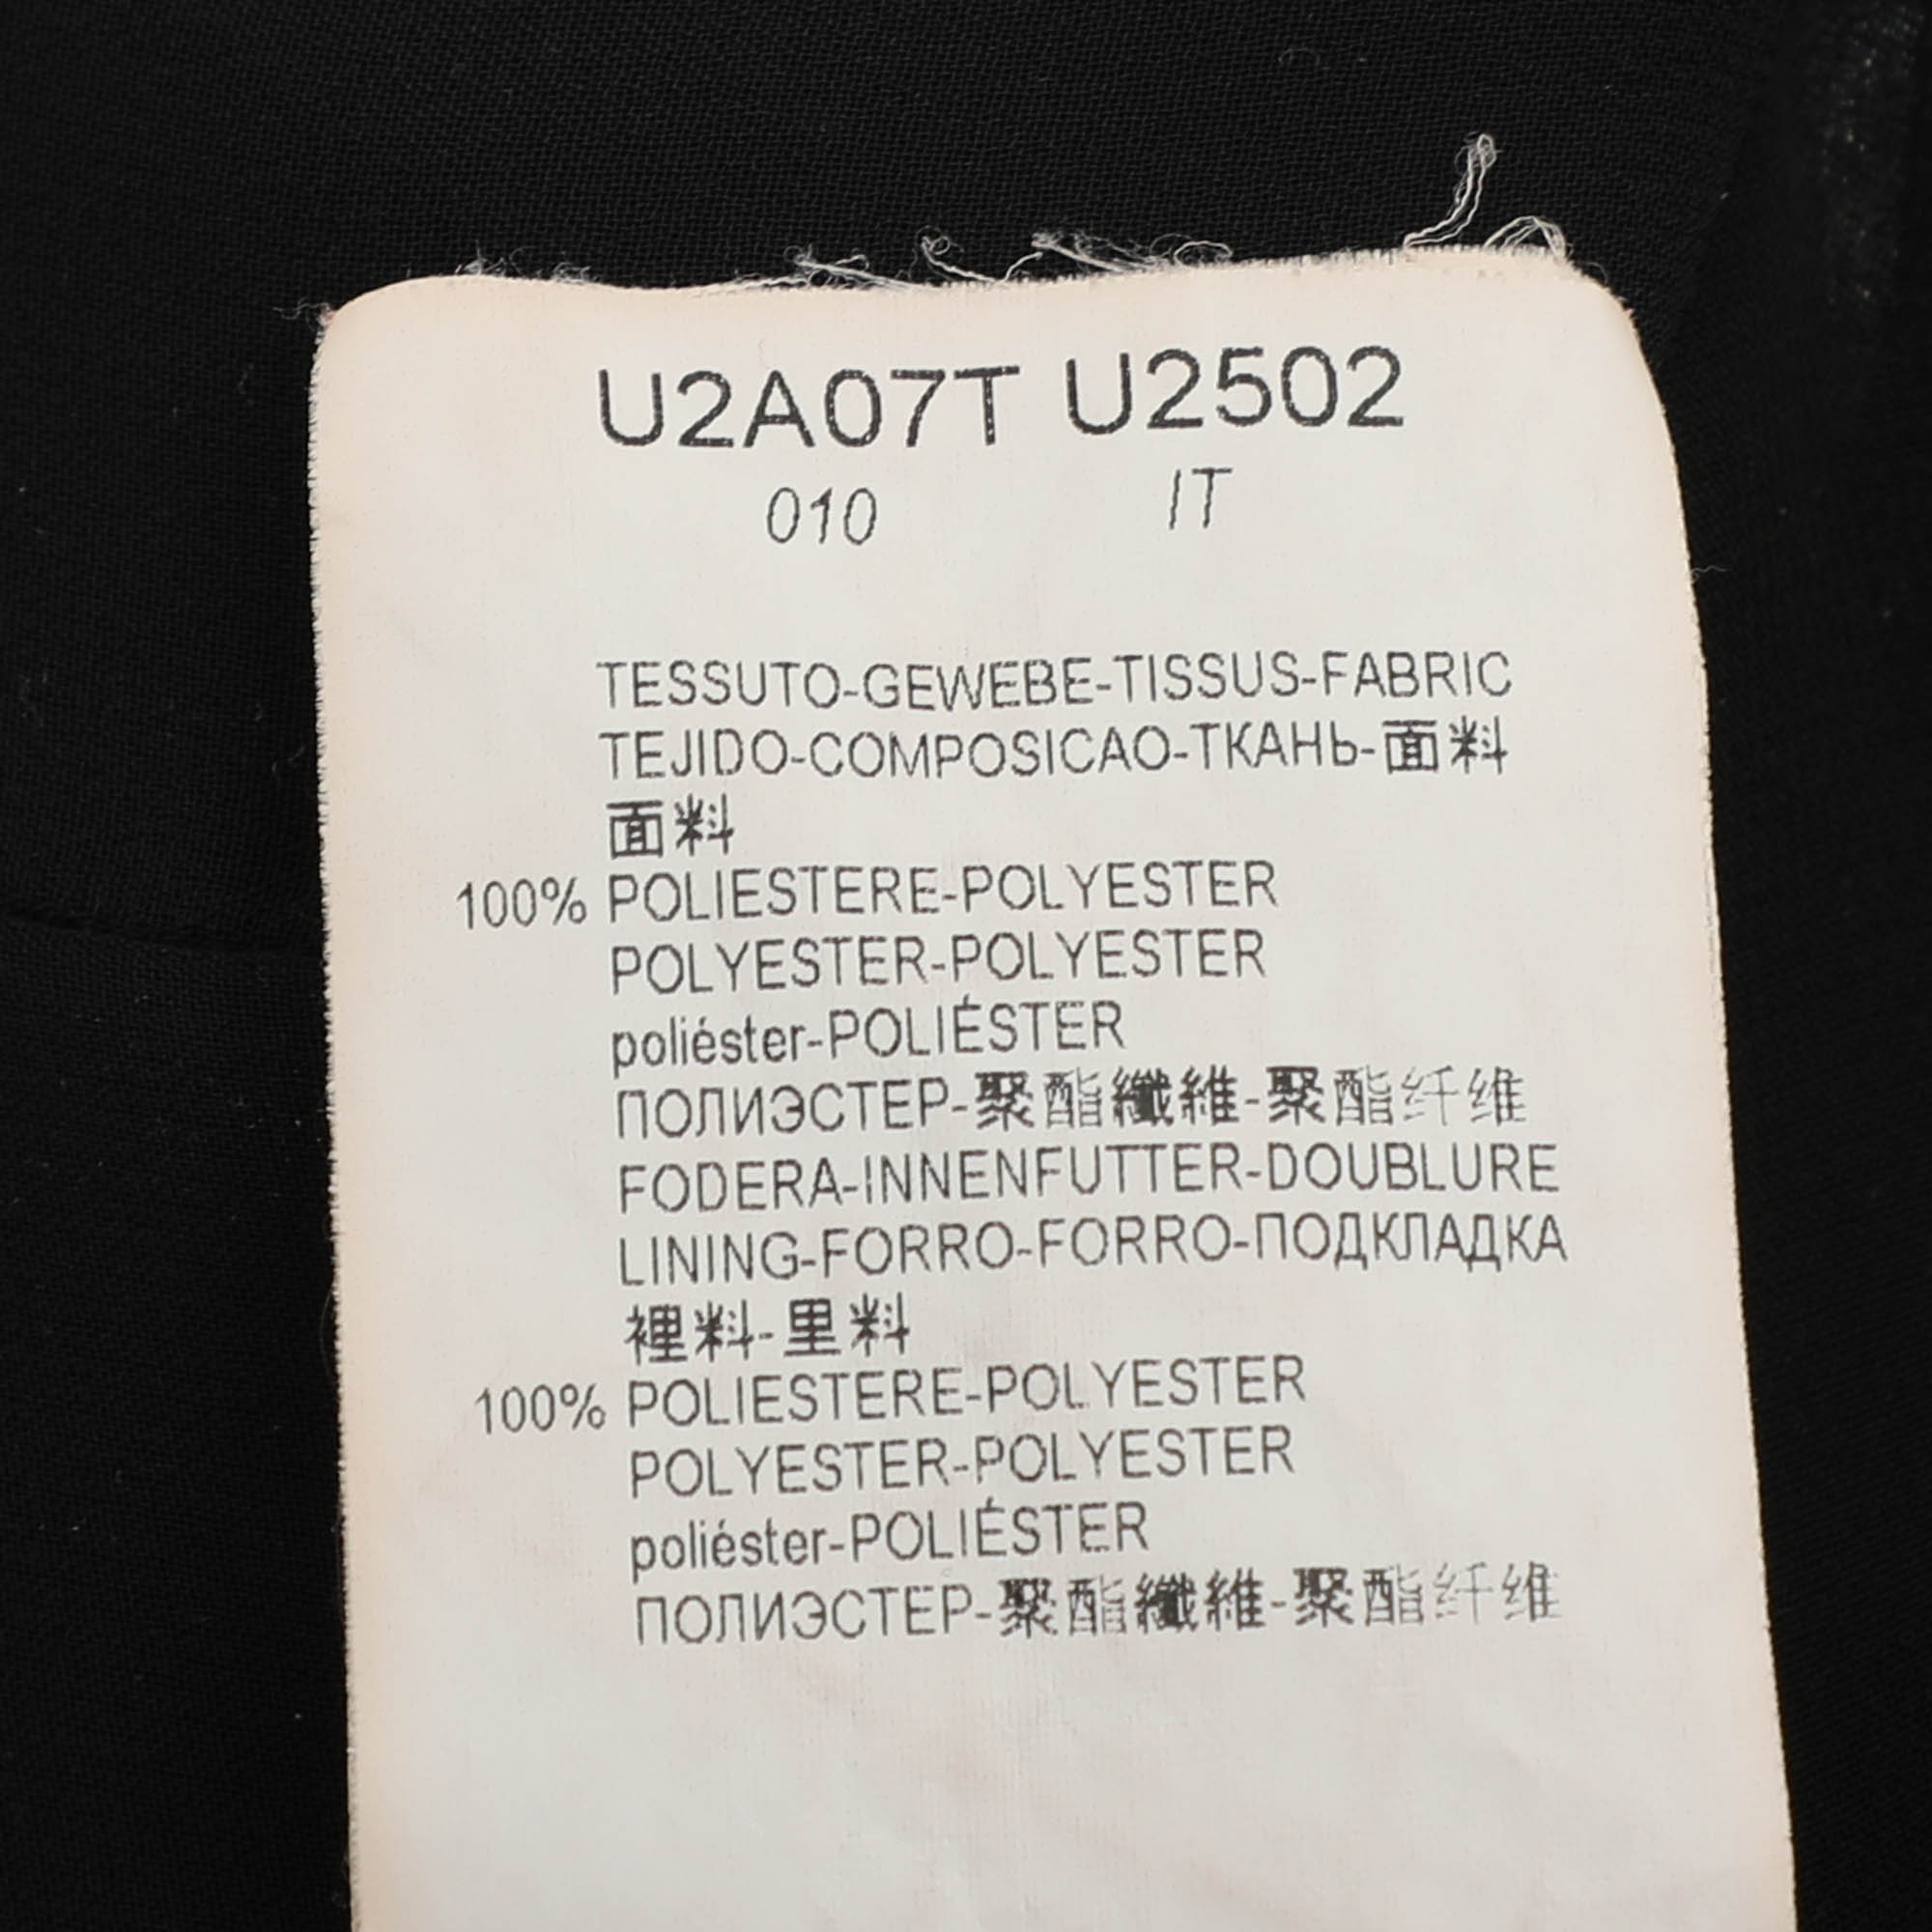 U2A07T U2502
010 IT
TESSUTO-GEWEBE-TISSUS-FABRIC
TEJIDO-COMPOSICAO-ТКАНЬ-面料
面料
100% POLIESTERE-POLYESTER
POLYESTER-POLYESTER
poliéster-POLIÉSTER
ПОЛИЭСТЕР-聚酯纖維-聚酯纤维
FODERA-INNENFUTTER-DOUBLURE
LINING-FORRO-FORRO-ПОДКЛАДКА
裡料-里料
100% POLIESTERE-POLYESTER
POLYESTER-POLYESTER
poliéster-POLIÉSTER
ПОЛИЭСТЕР-聚酯纖維-聚酯纤维